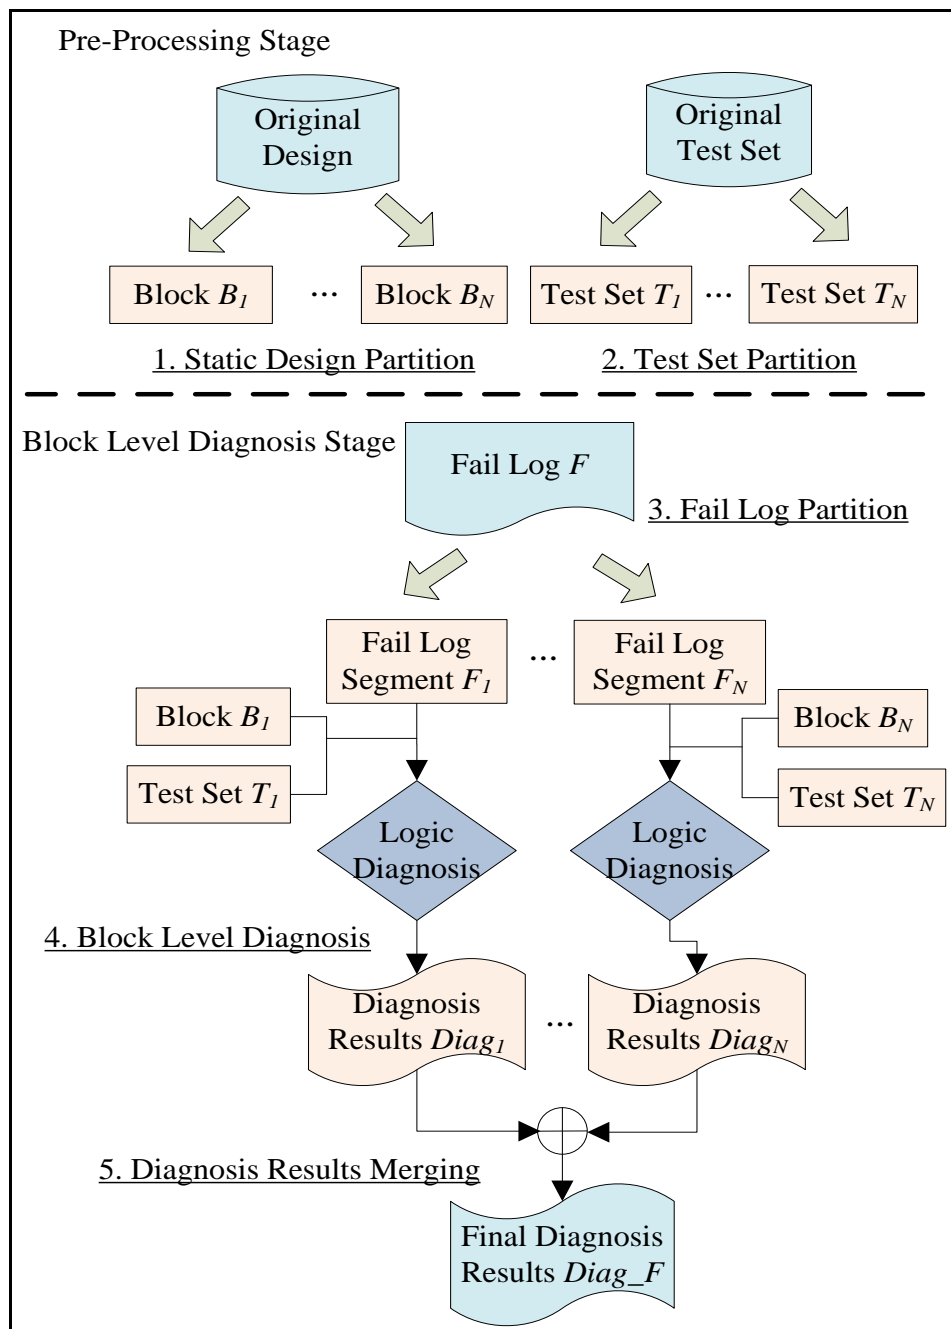 Pre-Processing Stage
Original
Design
Original
Test Set
Block B1
...
Block BN
Test Set T1
...
Test Set TN
1. Static Design Partition
2. Test Set Partition
Block Level Diagnosis Stage
Fail Log F
3. Fail Log Partition
Fail Log
Segment F1
...
Fail Log
Segment FN
Block B1
Test Set T1
Block BN
Test Set TN
Logic
Diagnosis
Logic
Diagnosis
4. Block Level Diagnosis
Diagnosis
Results Diag1
...
Diagnosis
Results DiagN
5. Diagnosis Results Merging
Final Diagnosis
Results Diag_F